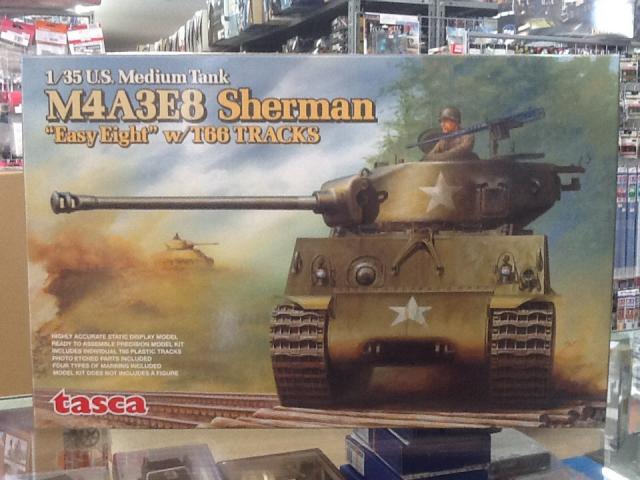 1/35 U.S. Medium Tank
M4A3E8 Sherman
"Easy Eight" w/ T66 TRACKS
HIGHLY ACCURATE STATIC DISPLAY MODEL
READY TO ASSEMBLE PRECISION MODEL KIT
INCLUDES INDIVIDUAL T66 PLASTIC TRACKS
PHOTO ETCHED PARTS INCLUDED
FOUR TYPES OF MARKING INCLUDED
MODEL KIT DOES NOT INCLUDES A FIGURE
tasca